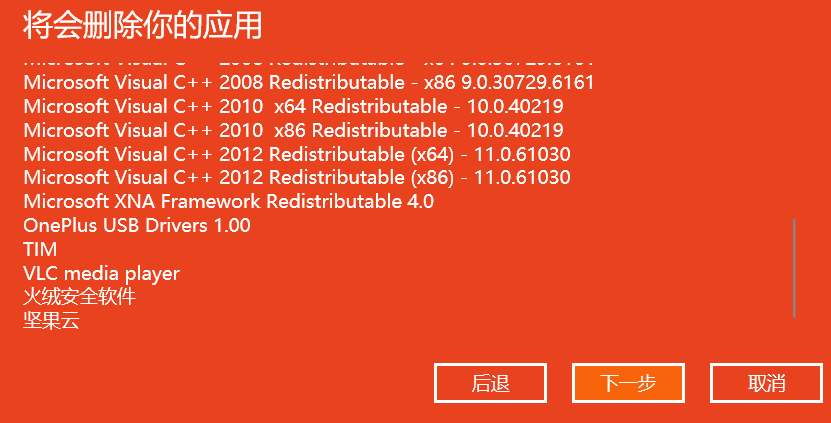 将会删除你的应用
Microsoft Visual C++ 2008 Redistributable - x86 9.0.30729.6161
Microsoft Visual C++ 2010  x64 Redistributable - 10.0.40219
Microsoft Visual C++ 2010  x86 Redistributable - 10.0.40219
Microsoft Visual C++ 2012 Redistributable (x64) - 11.0.61030
Microsoft Visual C++ 2012 Redistributable (x86) - 11.0.61030
Microsoft XNA Framework Redistributable 4.0
OnePlus USB Drivers 1.00
TIM
VLC media player
火绒安全软件
坚果云
后退 下一步 取消